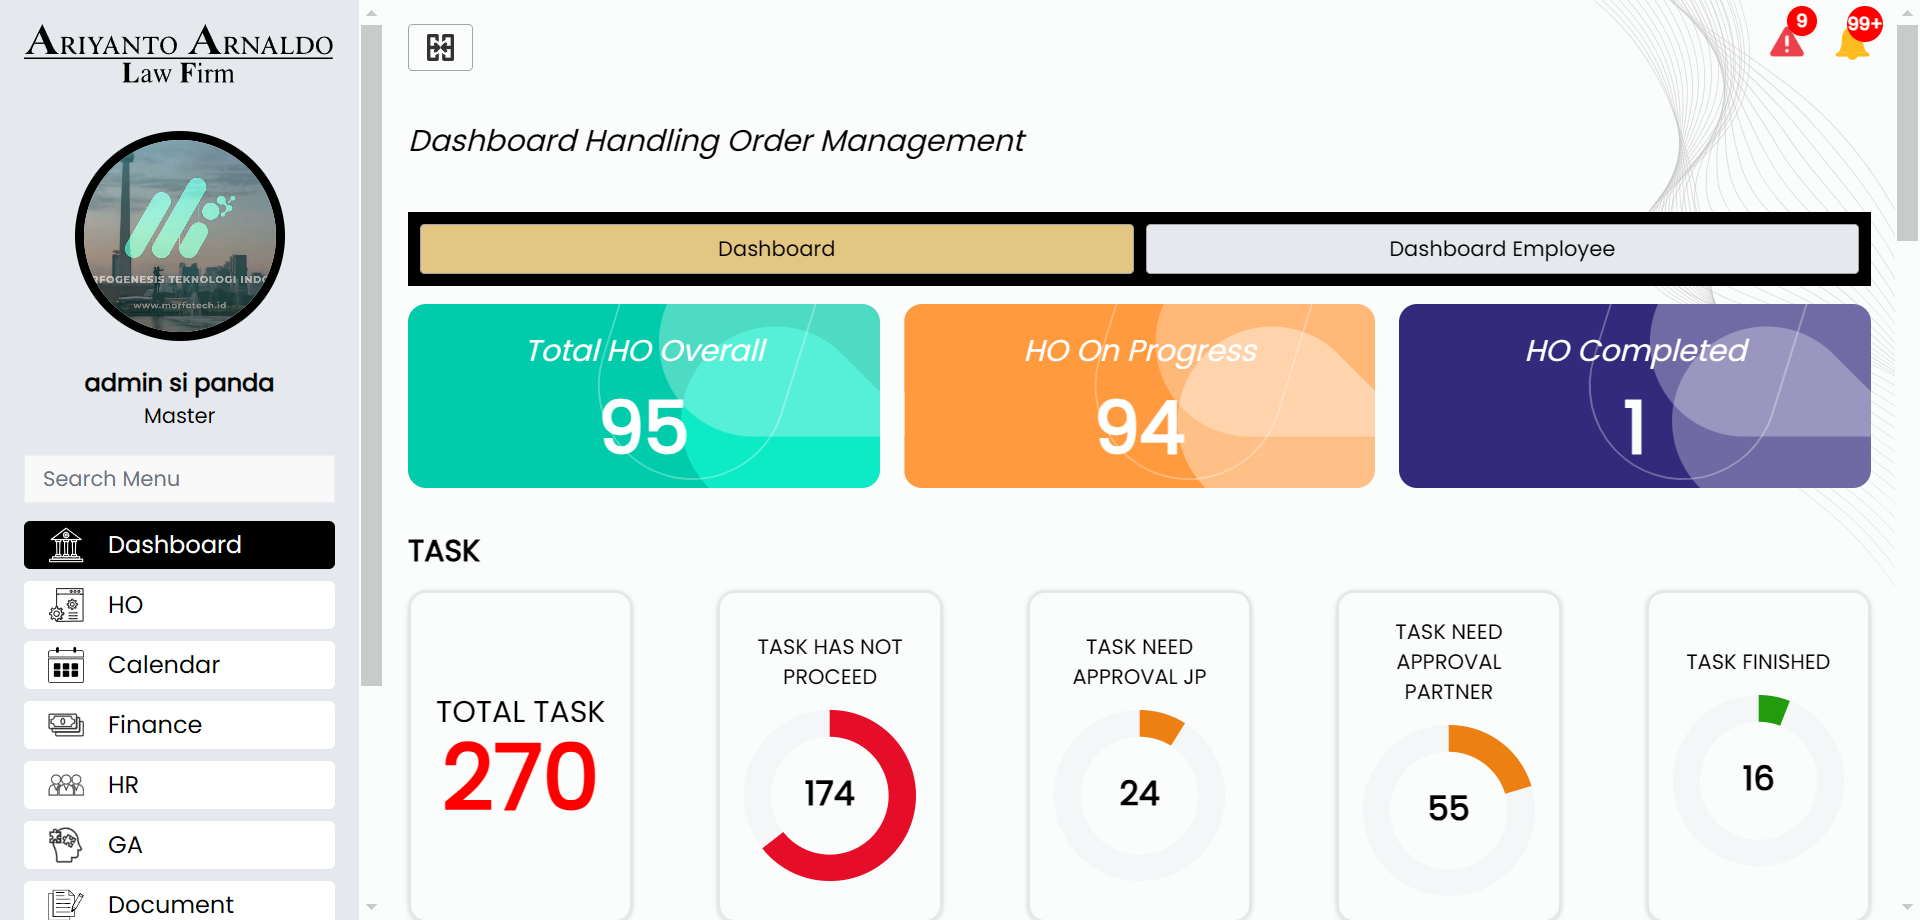 ARIYANTO ARNALDO
Law Firm
RFOGENESIS TEKNOLOGI INDO
www.morfotech.id
admin si panda
Master
Search Menu
Dashboard
HO
Calendar
Finance
HR
GA
Document
9
99+
Dashboard Handling Order Management
Dashboard
Dashboard Employee
Total HO Overall
95
HO On Progress
94
HO Completed
1
TASK
TOTAL TASK
270
TASK HAS NOT
PROCEED
174
TASK NEED
APPROVAL JP
24
TASK NEED
APPROVAL
PARTNER
55
TASK FINISHED
16